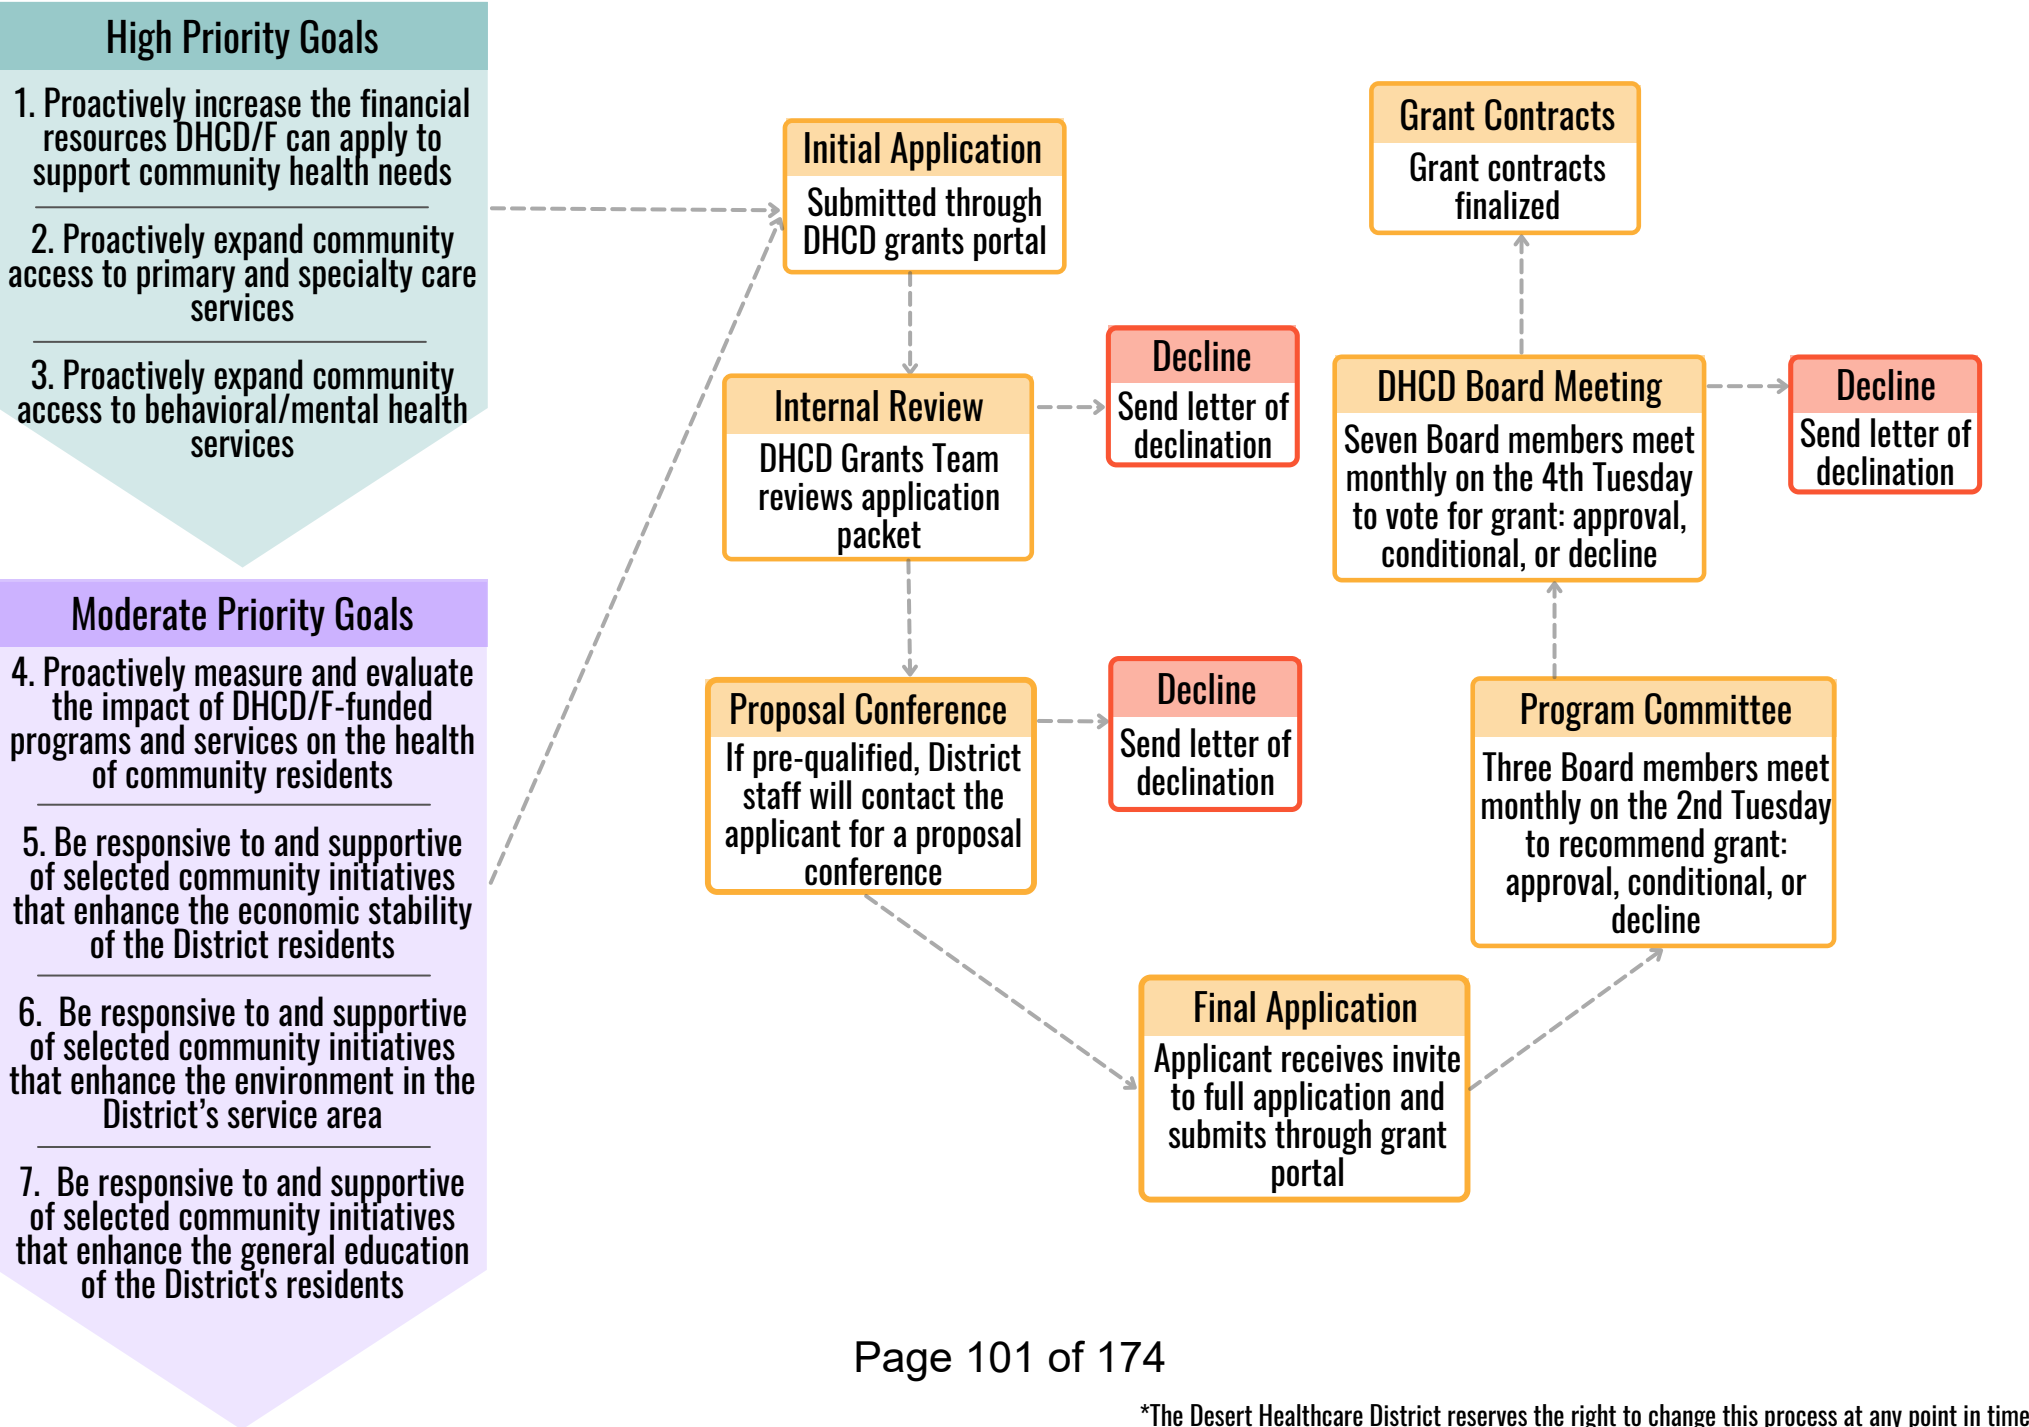 High Priority Goals
1. Proactively increase the financial
resources DHCD/F can apply to
support community health needs
2. Proactively expand community
access to primary and specialty care
services
3. Proactively expand community
access to behavioral/mental health
services
Moderate Priority Goals
4. Proactively measure and evaluate
the impact of DHCD/F-funded
programs and services on the health
of community residents
5. Be responsive to and supportive
of selected community initiatives
that enhance the economic stability
of the District residents
6. Be responsive to and supportive
of selected community initiatives
that enhance the environment in the
District’s service area
7. Be responsive to and supportive
of selected community initiatives
that enhance the general education
of the District's residents
Initial Application
Submitted through
DHCD grants portal
Internal Review
DHCD Grants Team
reviews application
packet
Decline
Send letter of
declination
Proposal Conference
If pre-qualified, District
staff will contact the
applicant for a proposal
conference
Decline
Send letter of
declination
Final Application
Applicant receives invite
to full application and
submits through grant
portal
Program Committee
Three Board members meet
monthly on the 2nd Tuesday
to recommend grant:
approval, conditional, or
decline
DHCD Board Meeting
Seven Board members meet
monthly on the 4th Tuesday
to vote for grant: approval,
conditional, or decline
Decline
Send letter of
declination
Grant Contracts
Grant contracts
finalized
Page 101 of 174
*The Desert Healthcare District reserves the right to change this process at any point in time